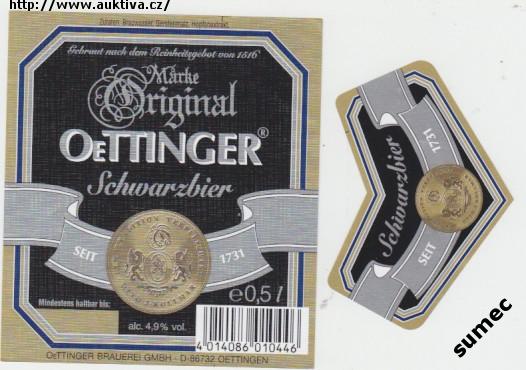 http://www.auktiva.cz/
Zutaten: Brauwasser, Gerstenmalz, Hopfenextrakt.
Gebraut nach dem Reinheitsgebot von 1516
Marke
Original
OETTINGER®
Schwarzbier
SEIT 1731
Mindestens haltbar bis:
e0,5 l
alc. 4,9% vol.
4 014086 010446
OETTINGER BRAUEREI GMBH - D-86732 OETTINGEN
Schwarzbier
SEIT 1731
sumec